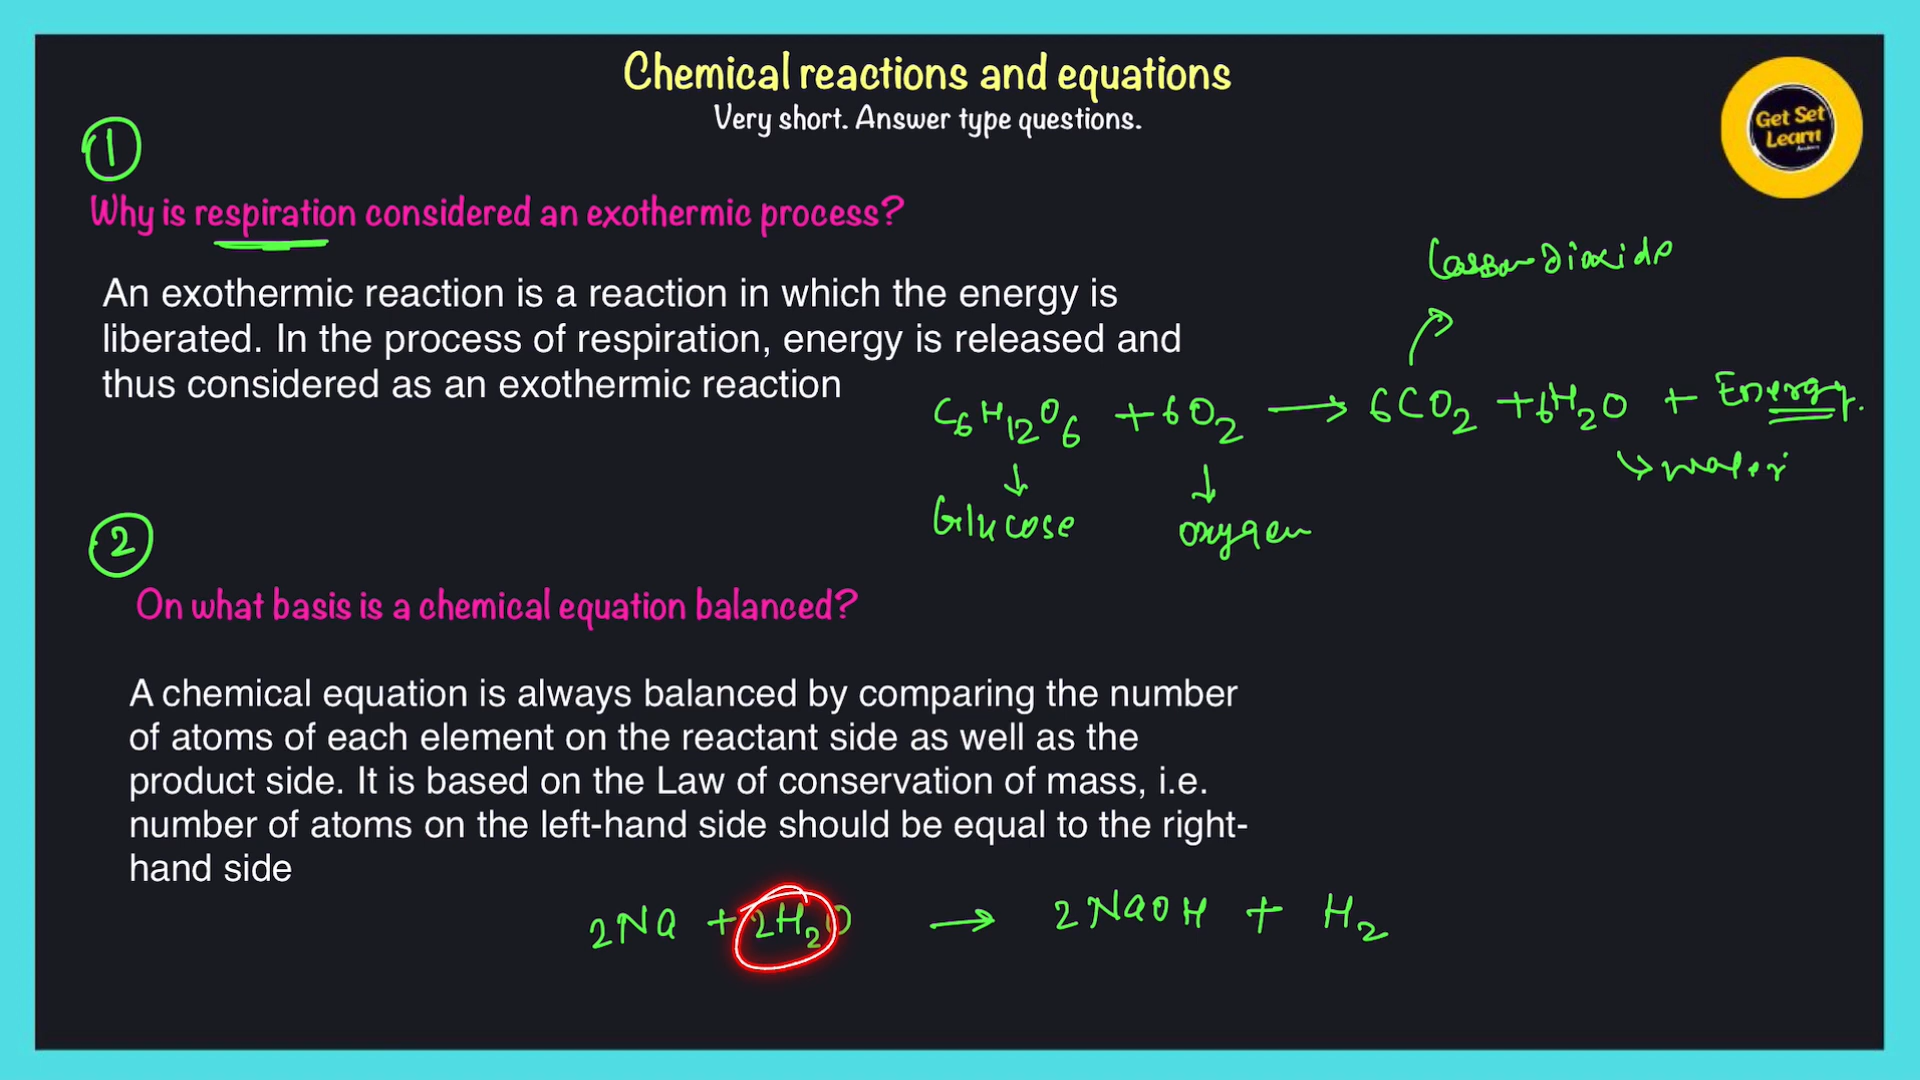 Chemical reactions and equations
Very short. Answer type questions.
Get Set
Learn
Academy
1
Why is respiration considered an exothermic process?
An exothermic reaction is a reaction in which the energy is
liberated. In the process of respiration, energy is released and
thus considered as an exothermic reaction
Carbon Dioxide
C6H12O6 + 6O2 → 6CO2 + 6H2O + Energy.
↓ Glucose
↓ oxygen
↳ water
2
On what basis is a chemical equation balanced?
A chemical equation is always balanced by comparing the number
of atoms of each element on the reactant side as well as the
product side. It is based on the Law of conservation of mass, i.e.
number of atoms on the left-hand side should be equal to the right-
hand side
2Na + 2H2O → 2NaOH + H2